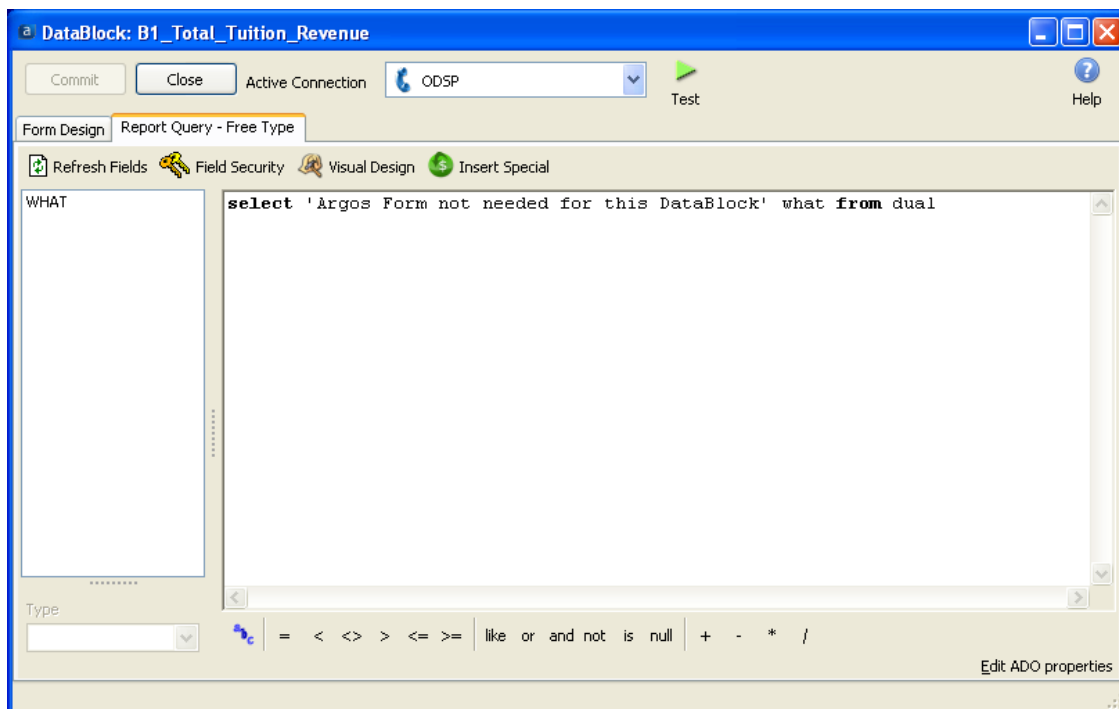 DataBlock: B1_Total_Tuition_Revenue
Commit Close Active Connection ODSP Test Help
Form Design Report Query - Free Type
Refresh Fields Field Security Visual Design Insert Special
WHAT
select 'Argos Form not needed for this DataBlock' what from dual
Type
= < <> > <= >= like or and not is null + - * /
Edit ADO properties